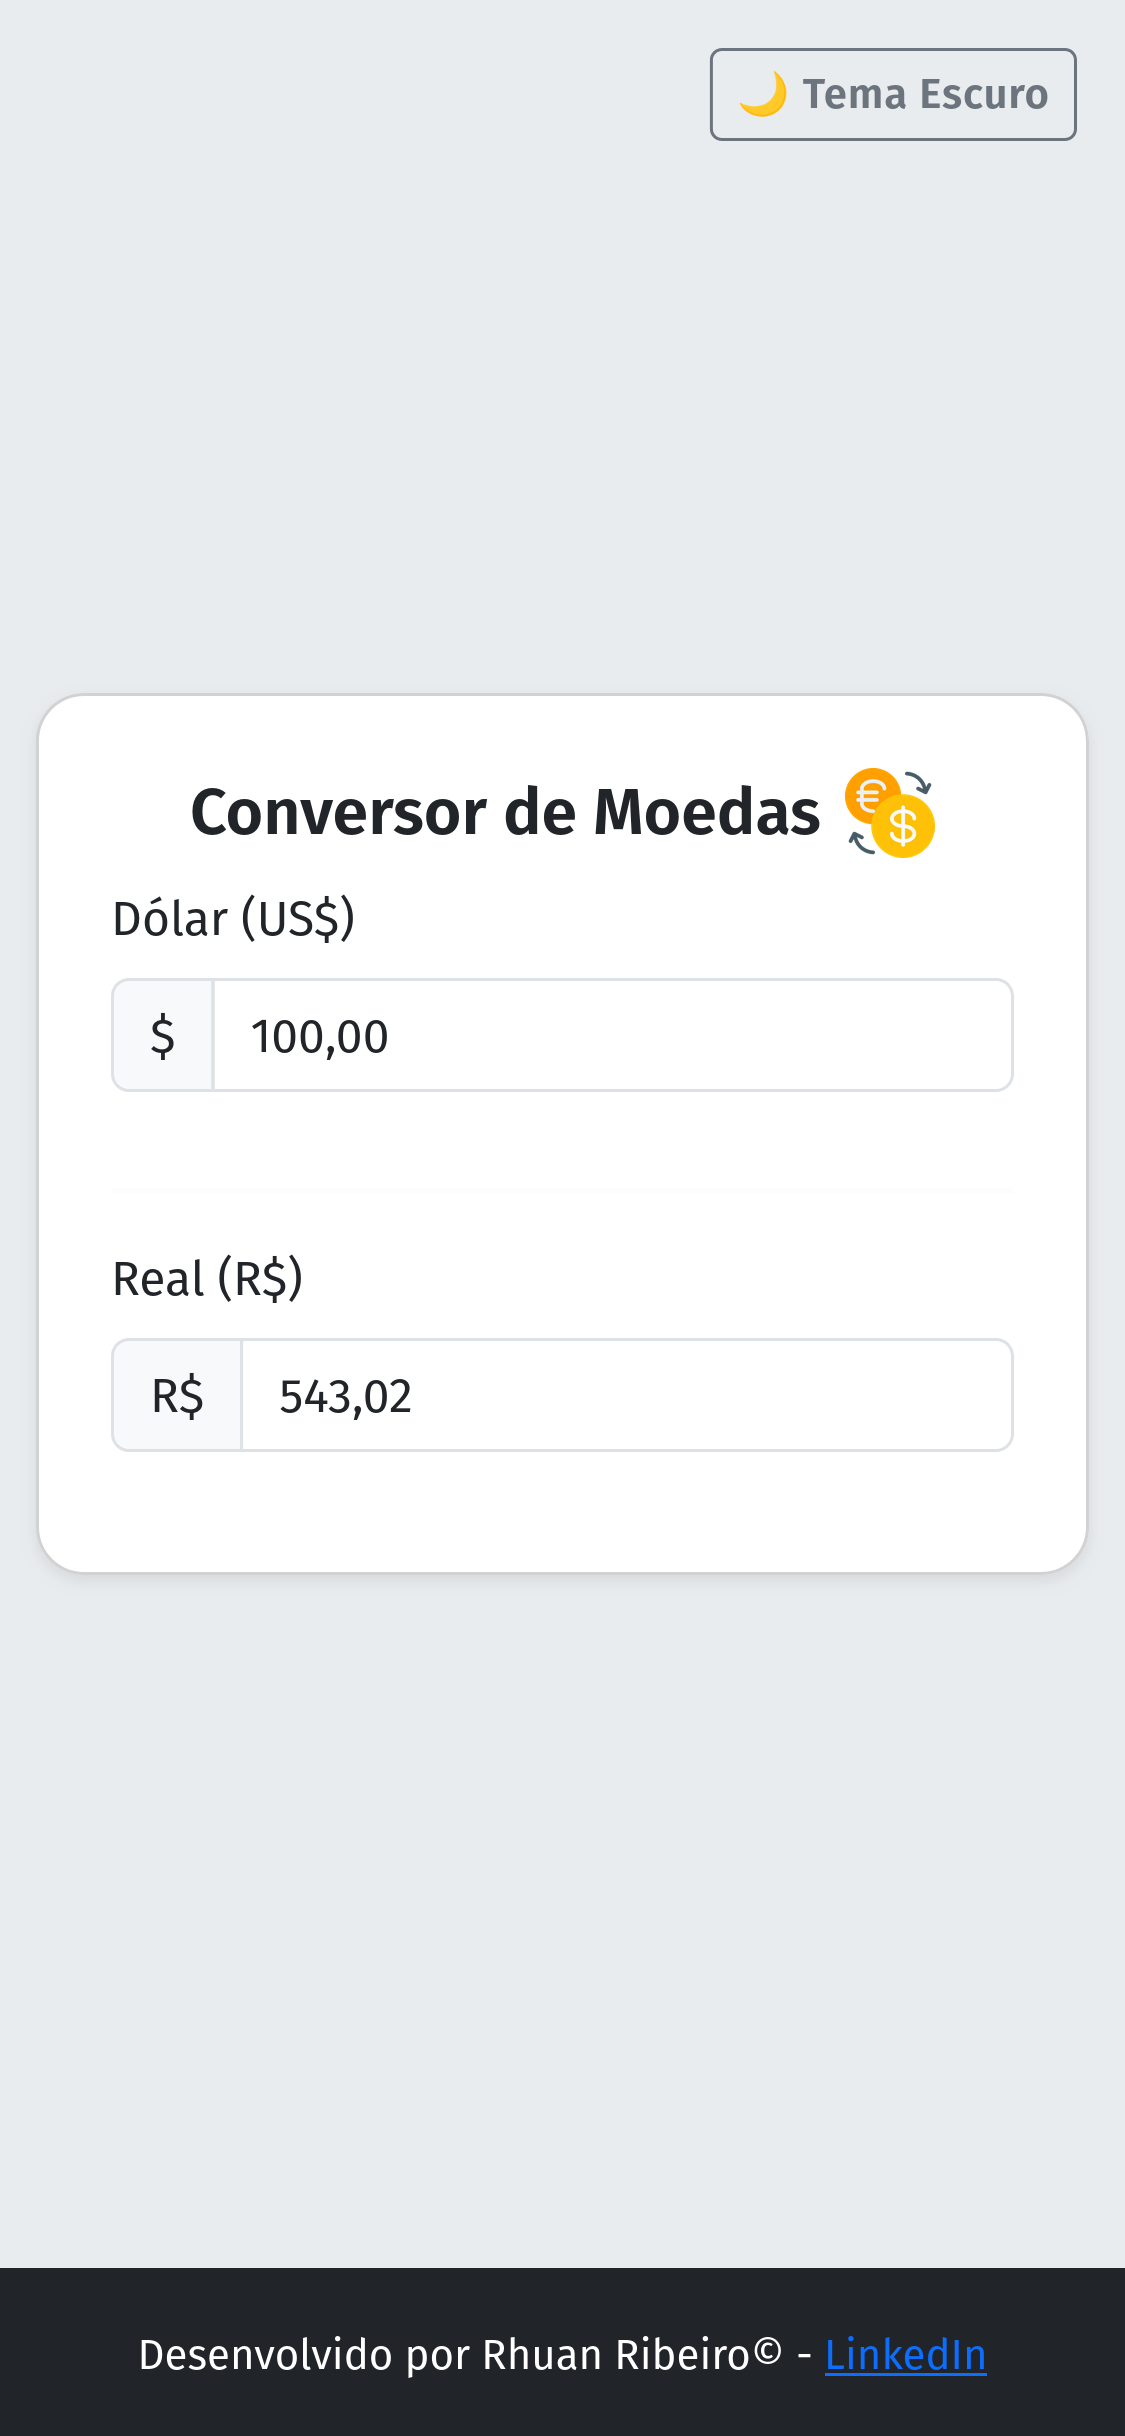 🌙 Tema Escuro
Conversor de Moedas
Dólar (US$)
$ 100,00
Real (R$)
R$ 543,02
Desenvolvido por Rhuan Ribeiro© - LinkedIn